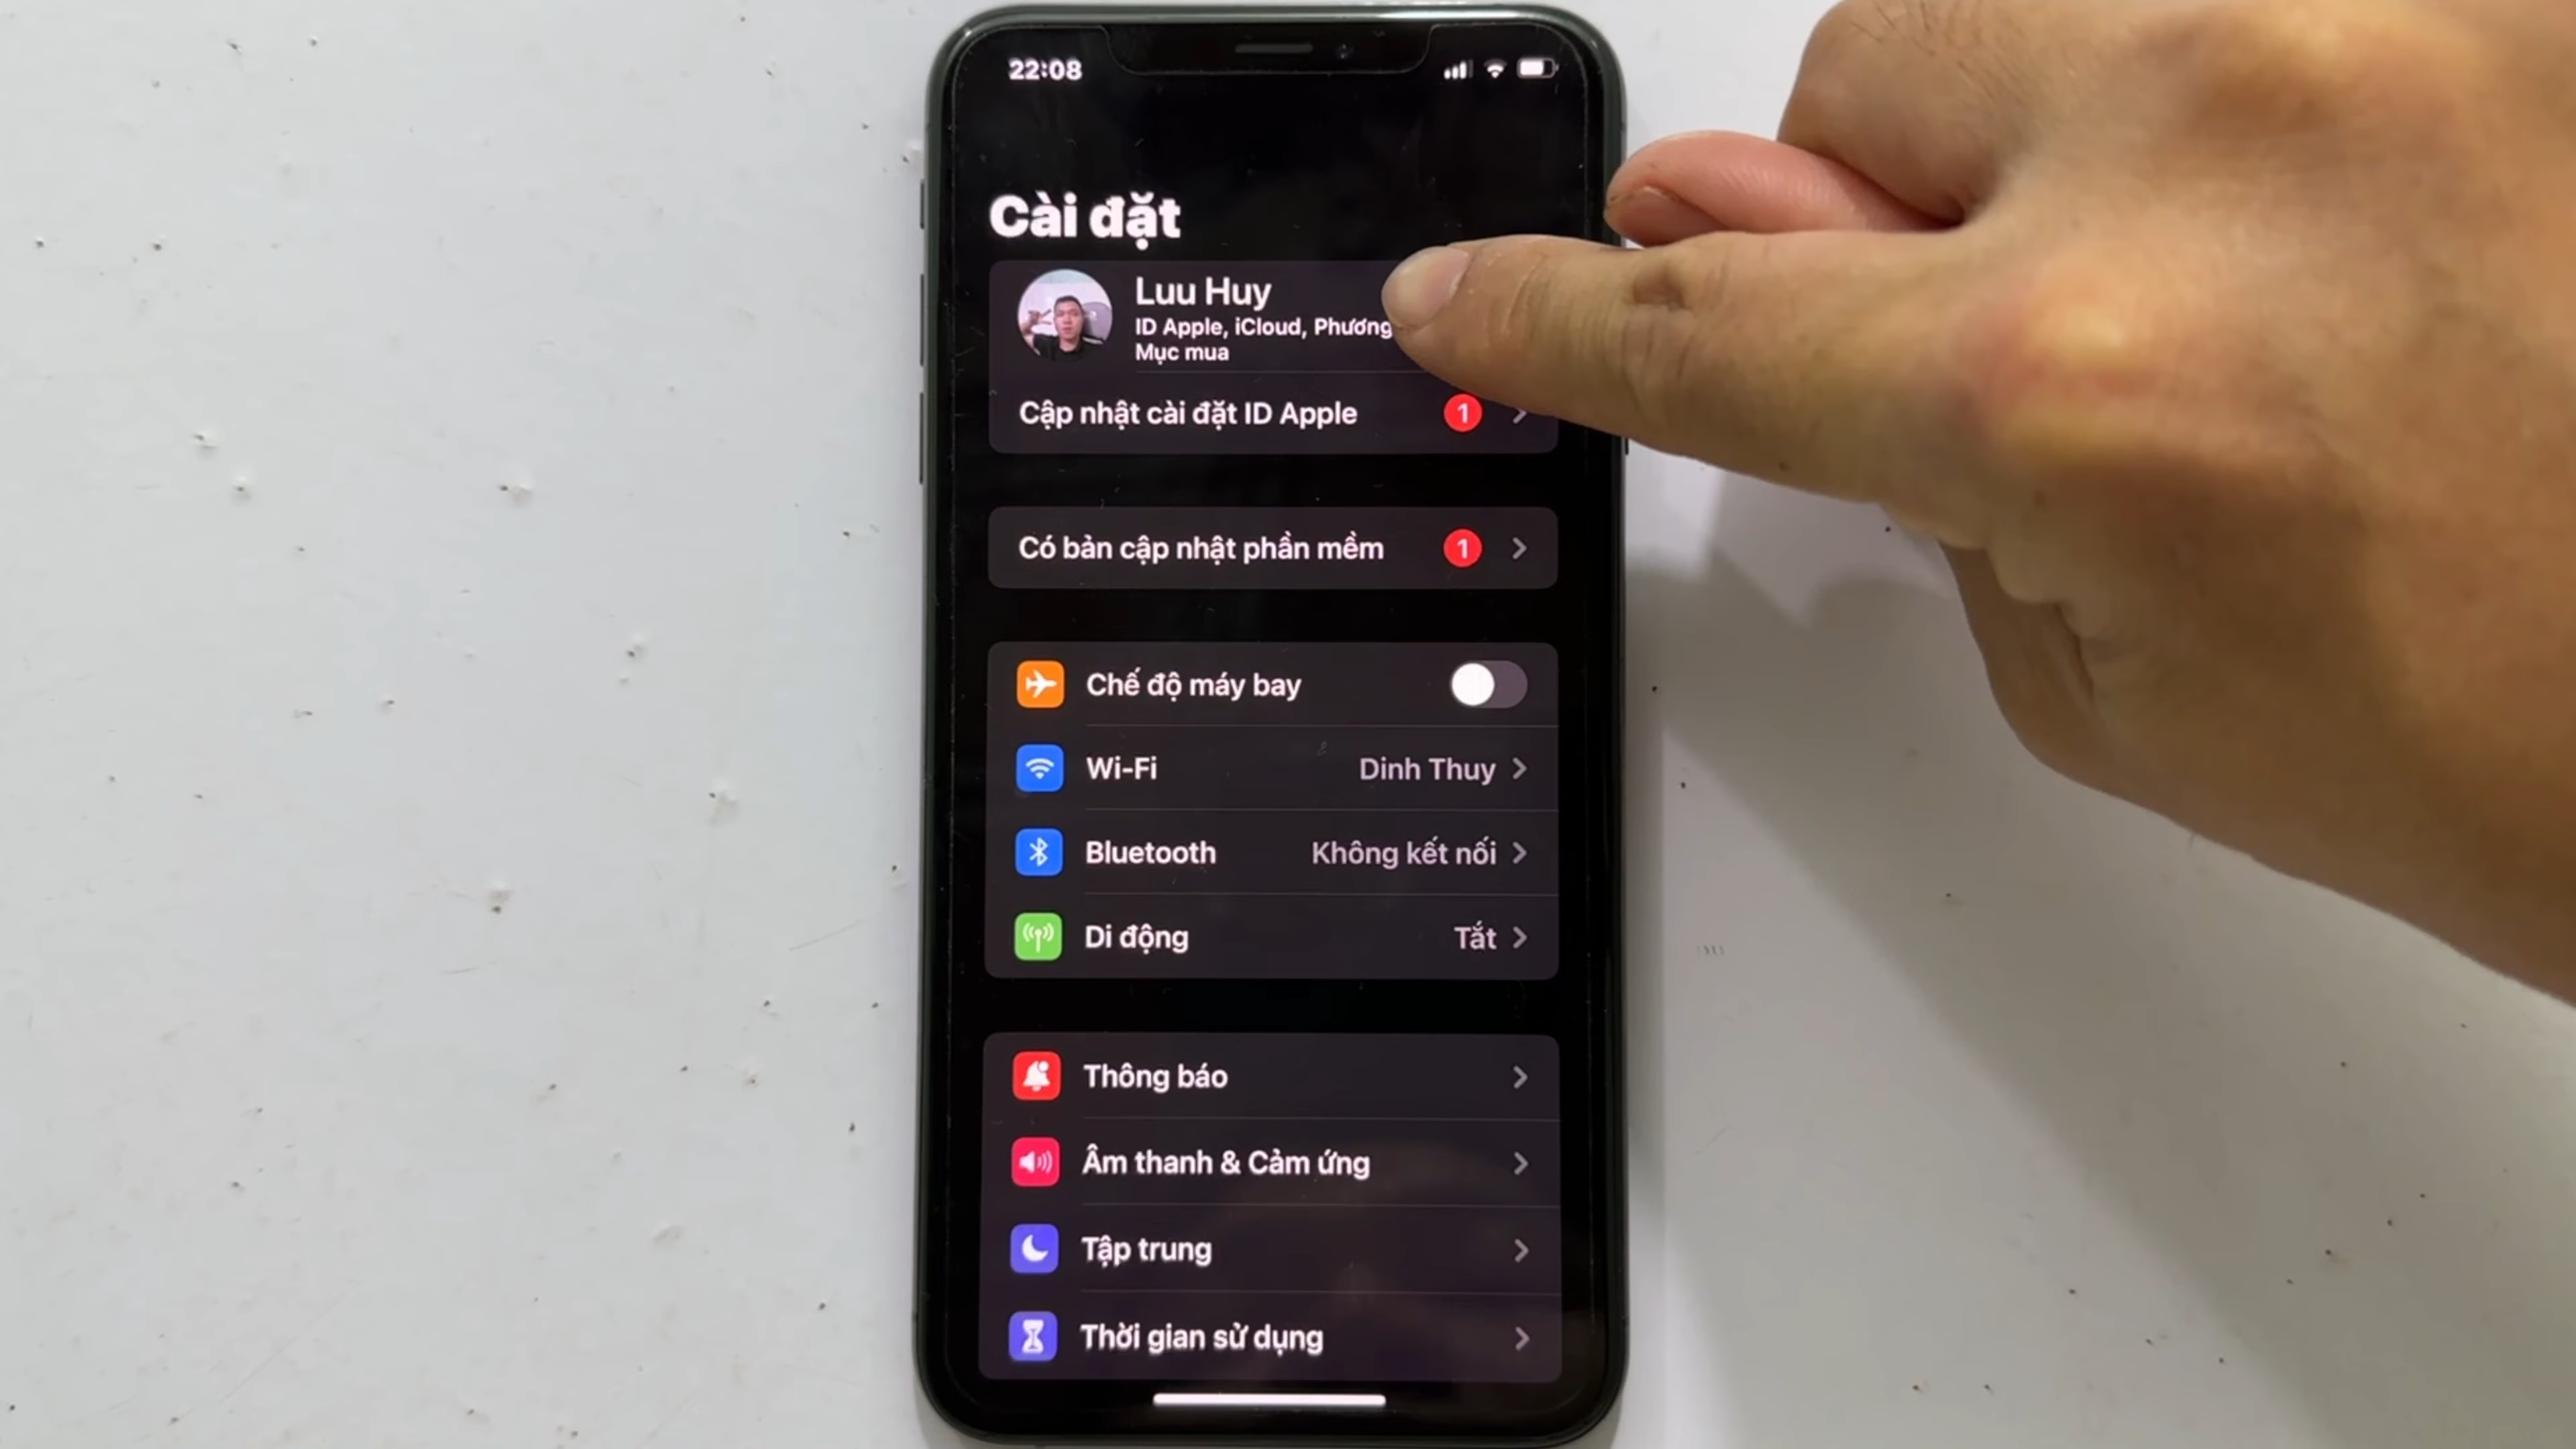 22:08
Cài đặt
Luu Huy
ID Apple, iCloud, Phương
Mục mua
Cập nhật cài đặt ID Apple 1
Có bản cập nhật phần mềm 1
Chế độ máy bay
Wi-Fi Dinh Thuy
Bluetooth Không kết nối
Di động Tắt
Thông báo
Âm thanh & Cảm ứng
Tập trung
Thời gian sử dụng